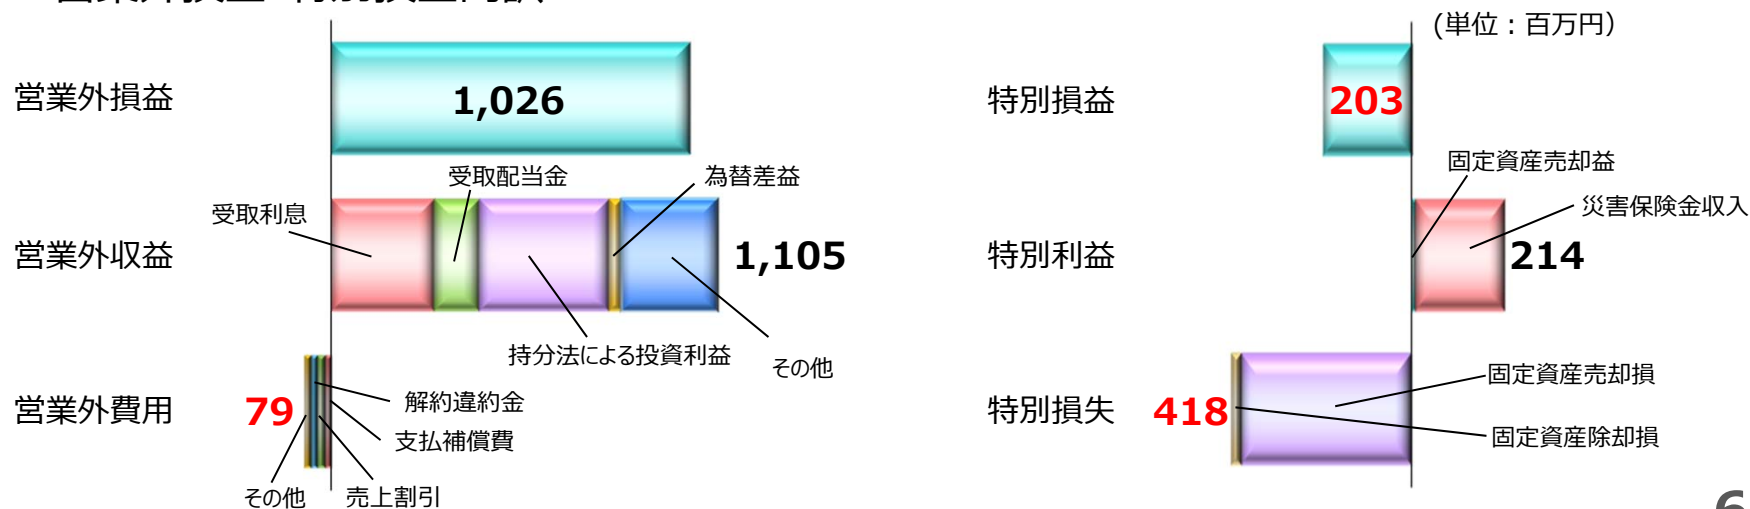 (単位：百万円)
営業外損益
1,026
受取利息
受取配当金
為替差益
営業外収益
1,105
持分法による投資利益
その他
営業外費用
79
解約違約金
支払補償費
その他
売上割引
特別損益
203
固定資産売却益
災害保険金収入
特別利益
214
特別損失
418
固定資産売却損
固定資産除却損